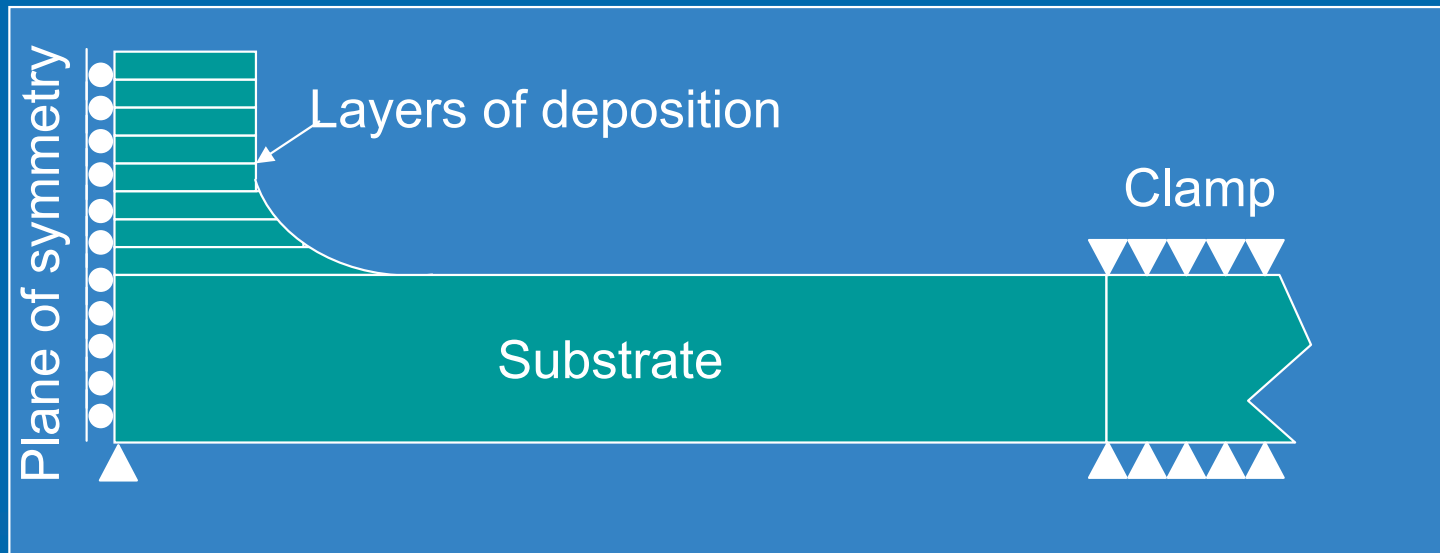 Plane of symmetry
Layers of deposition
Clamp
Substrate